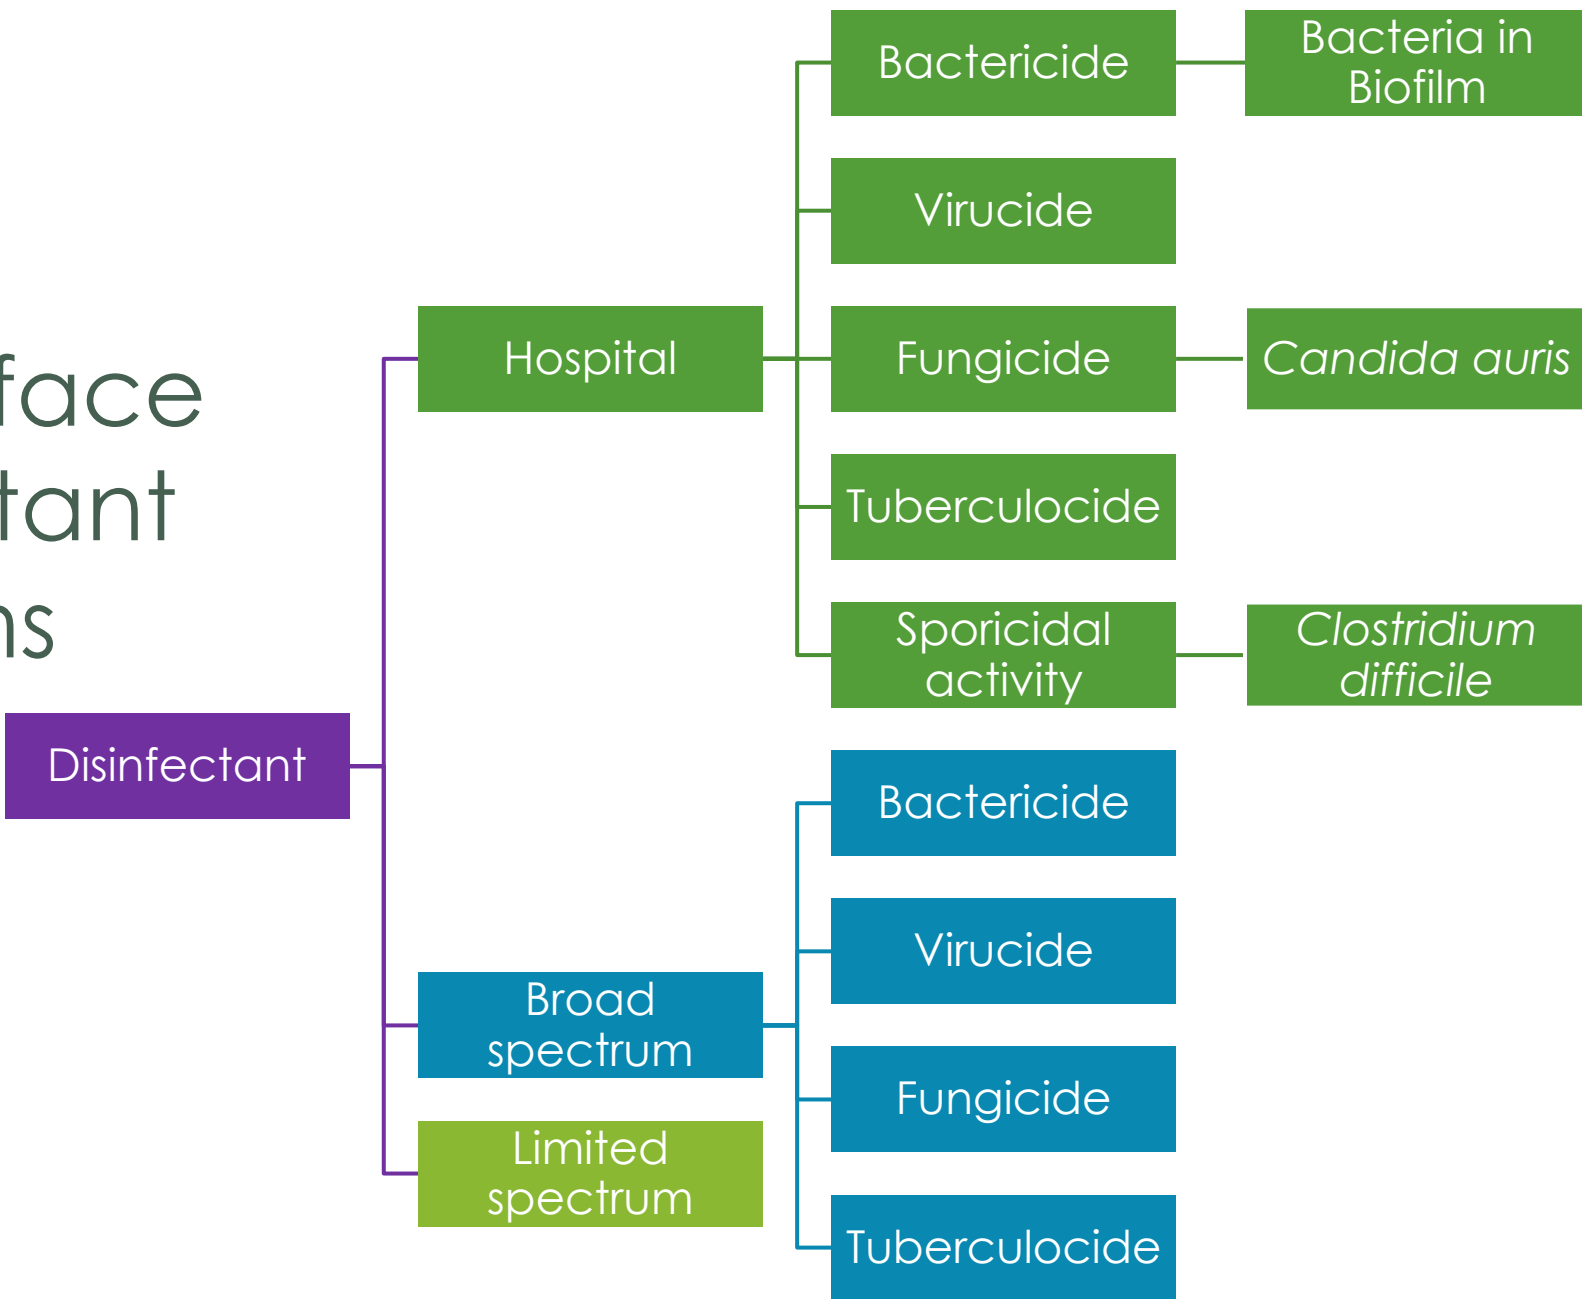 face
tant
ns
Disinfectant
Hospital
Bactericide
Bacteria in
Biofilm
Virucide
Fungicide
Candida auris
Tuberculocide
Sporicidal
activity
Clostridium
difficile
Broad
spectrum
Bactericide
Virucide
Fungicide
Tuberculocide
Limited
spectrum